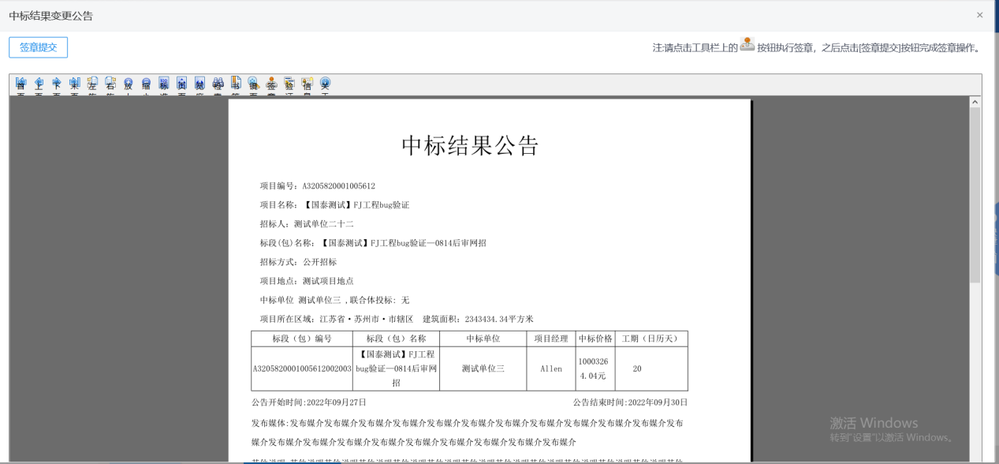 中标结果变更公告
×
签章提交
注:请点击工具栏上的 按钮执行签章，之后点击[签章提交]按钮完成签章操作。
中标结果公告
项目编号: A3205820001005612
项目名称: 【国泰测试】FJ工程bug验证
招标人: 测试单位二十二
标段(包)名称: 【国泰测试】FJ工程bug验证—0814后审网招
招标方式: 公开招标
项目地点: 测试项目地点
中标单位 测试单位三 ,联合体投标: 无
项目所在区域: 江苏省·苏州市·市辖区 建筑面积: 2343434.34平方米
标段（包）编号 标段（包）名称 中标单位 项目经理 中标价格 工期（日历天）
A3205820001005612002003 【国泰测试】FJ工程bug验证—0814后审网招 测试单位三 Allen 10003264.04元 20
公告开始时间:2022年09月27日 公告结束时间:2022年09月30日
发布媒体:发布媒介发布媒介发布媒介发布媒介发布媒介发布媒介发布媒介发布媒介发布媒介发布媒介发布媒介发布
媒介发布媒介发布媒介发布媒介发布媒介发布媒介发布媒介发布媒介发布媒介发布媒介
激活 Windows
转到"设置"以激活 Windows。